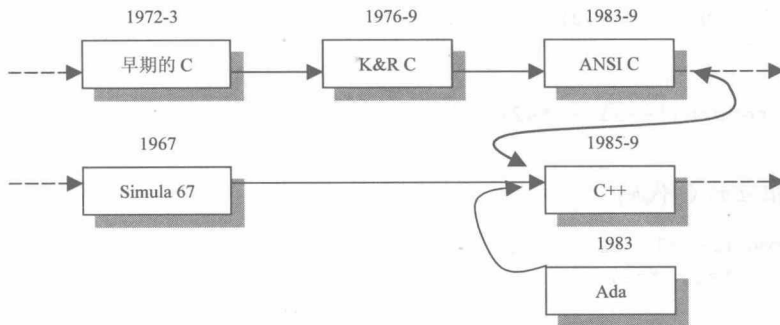 1972-3
1976-9
1983-9
早期的 C
K&R C
ANSI C
1967
1985-9
Simula 67
C++
1983
Ada